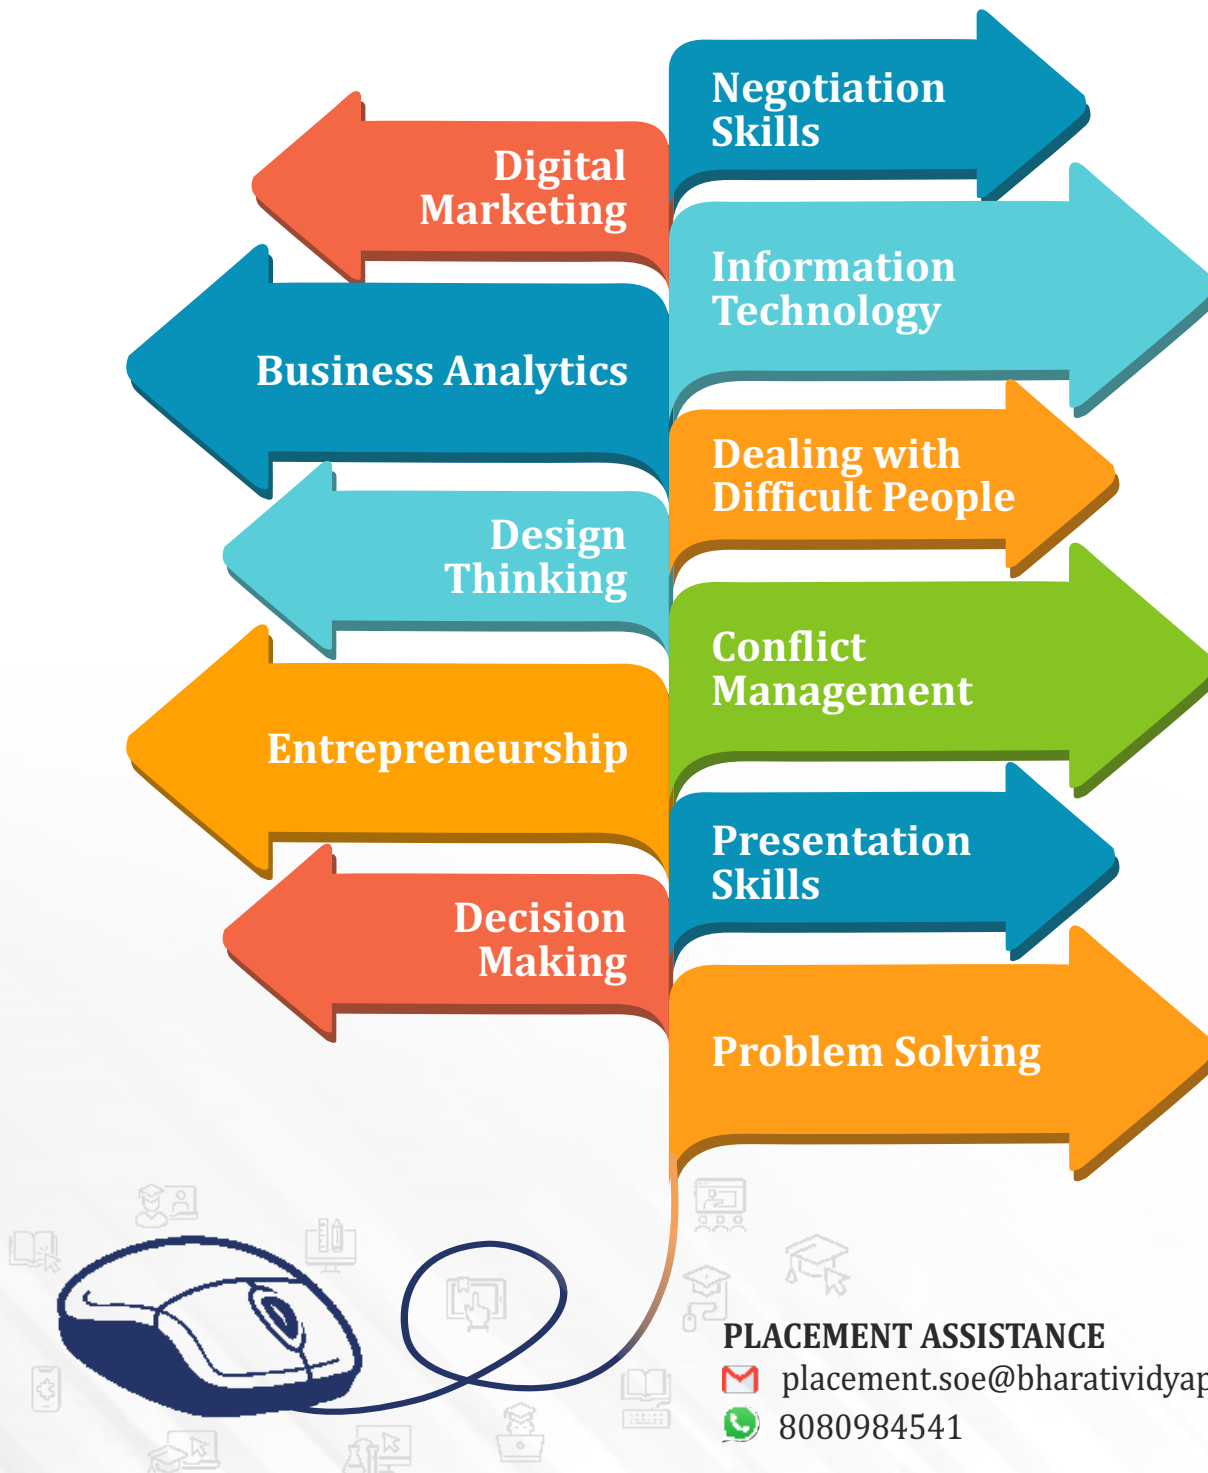 Negotiation
Skills
Digital
Marketing
Information
Technology
Business Analytics
Dealing with
Difficult People
Design
Thinking
Conflict
Management
Entrepreneurship
Presentation
Skills
Decision
Making
Problem Solving
PLACEMENT ASSISTANCE
placement.soe@bharatividyap
8080984541